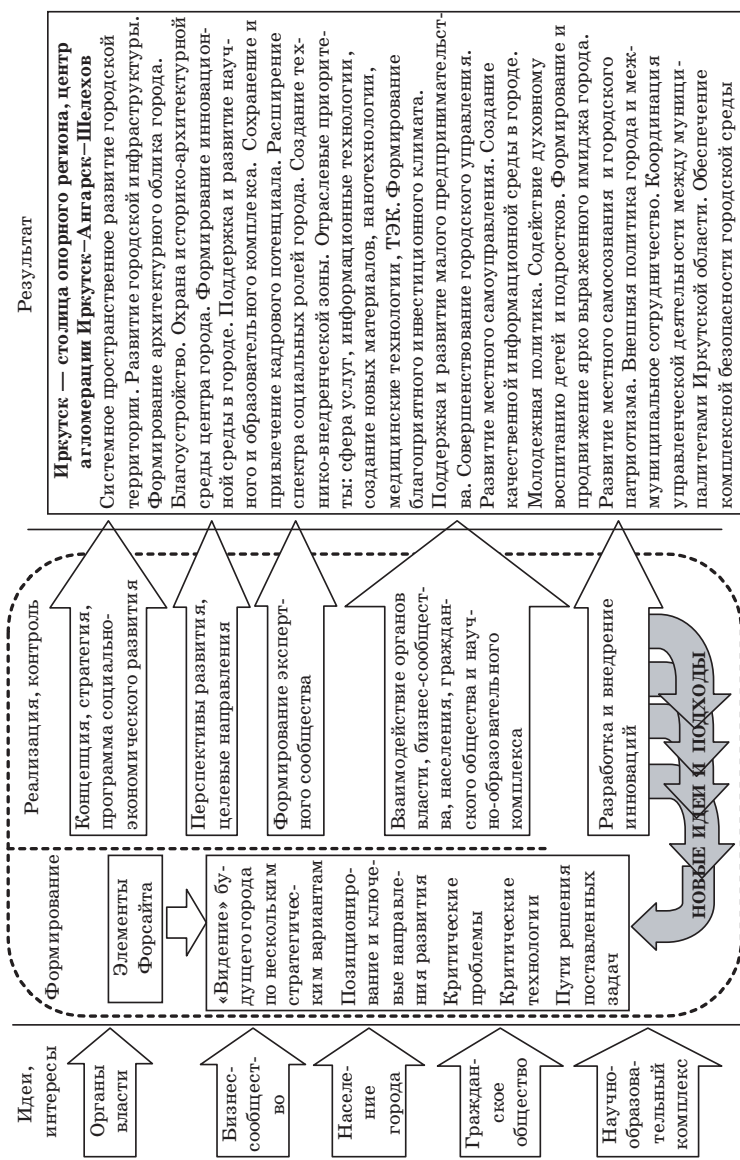 Идеи,
интересы
Органы
власти
Бизнес-
сообщест-
во
Населе-
ние
города
Граждан-
ское
общество
Научно-
образова-
тельный
комплекс
Формирование
Элементы
Форсайта
«Видение» бу-
дущего города
по нескольким
стратегичес-
ким вариантам
Позициониро-
вание и ключе-
вые направле-
ния развития
Критические
проблемы
Критические
технологии
Пути решения
поставленных
задач
Реализация, контроль
Концепция, стратегия,
программа социально-
экономического развития
Перспективы развития,
целевые направления
Формирование эксперт-
ного сообщества
Взаимодействие органов
власти, бизнес-сообщест-
ва, населения, граждан-
ского общества и науч-
но-образовательного
комплекса
Разработка и внедрение
инноваций
НОВЫЕ ИДЕИ И ПОДХОДЫ
Результат
Иркутск — столица опорного региона, центр
агломерации Иркутск—Ангарск—Шелехов
Системное пространственное развитие городской
территории. Развитие городской инфраструктуры.
Формирование архитектурного облика города.
Благоустройство. Охрана историко-архитектурной
среды центра города. Формирование инновацион-
ной среды в городе. Поддержка и развитие науч-
ного и образовательного комплекса. Сохранение и
привлечение кадрового потенциала. Расширение
спектра социальных ролей города. Создание тех-
нико-внедренческой зоны. Отраслевые приорите-
ты: сфера услуг, информационные технологии,
создание новых материалов, нанотехнологии,
медицинские технологии, ТЭК. Формирование
благоприятного инвестиционного климата.
Поддержка и развитие малого предпринимательст-
ва. Совершенствование городского управления.
Развитие местного самоуправления. Создание
качественной информационной среды в городе.
Молодежная политика. Содействие духовному
воспитанию детей и подростков. Формирование и
продвижение ярко выраженного имиджа города.
Развитие местного самосознания и городского
патриотизма. Внешняя политика города и меж-
муниципальное сотрудничество. Координация
управленческой деятельности между муници-
палитетами Иркутской области. Обеспечение
комплексной безопасности городской среды